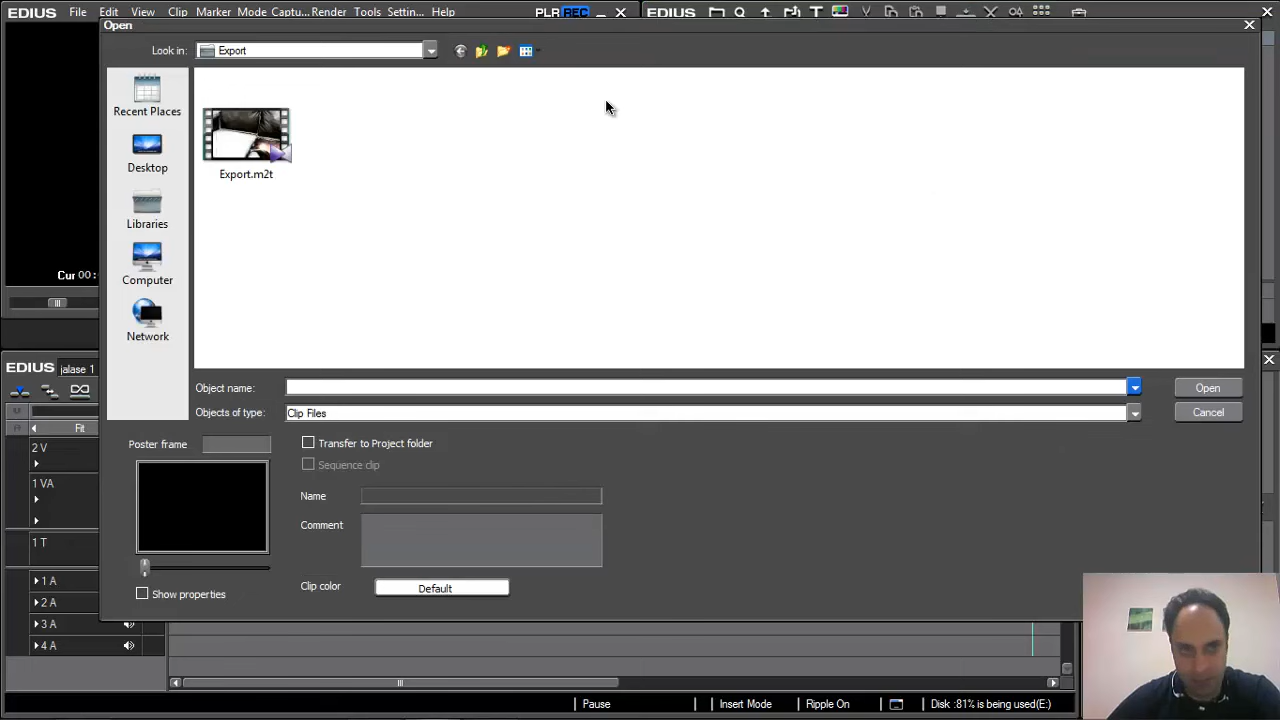 EDIUS File Edit View Clip Marker Mode Captu... Render Tools Settin... Help PLR REC EDIUS
Open
Look in: Export
Recent Places
Desktop
Libraries
Computer
Network
Export.m2t
Cur 00:
Object name: Open
Objects of type: Clip Files Cancel
EDIUS jalase 1
Fit
2 V
1 VA
1 T
1 A
2 A
3 A
4 A
Poster frame
Show properties
Transfer to Project folder
Sequence clip
Name
Comment
Clip color Default
Pause Insert Mode Ripple On Disk :81% is being used(E:)